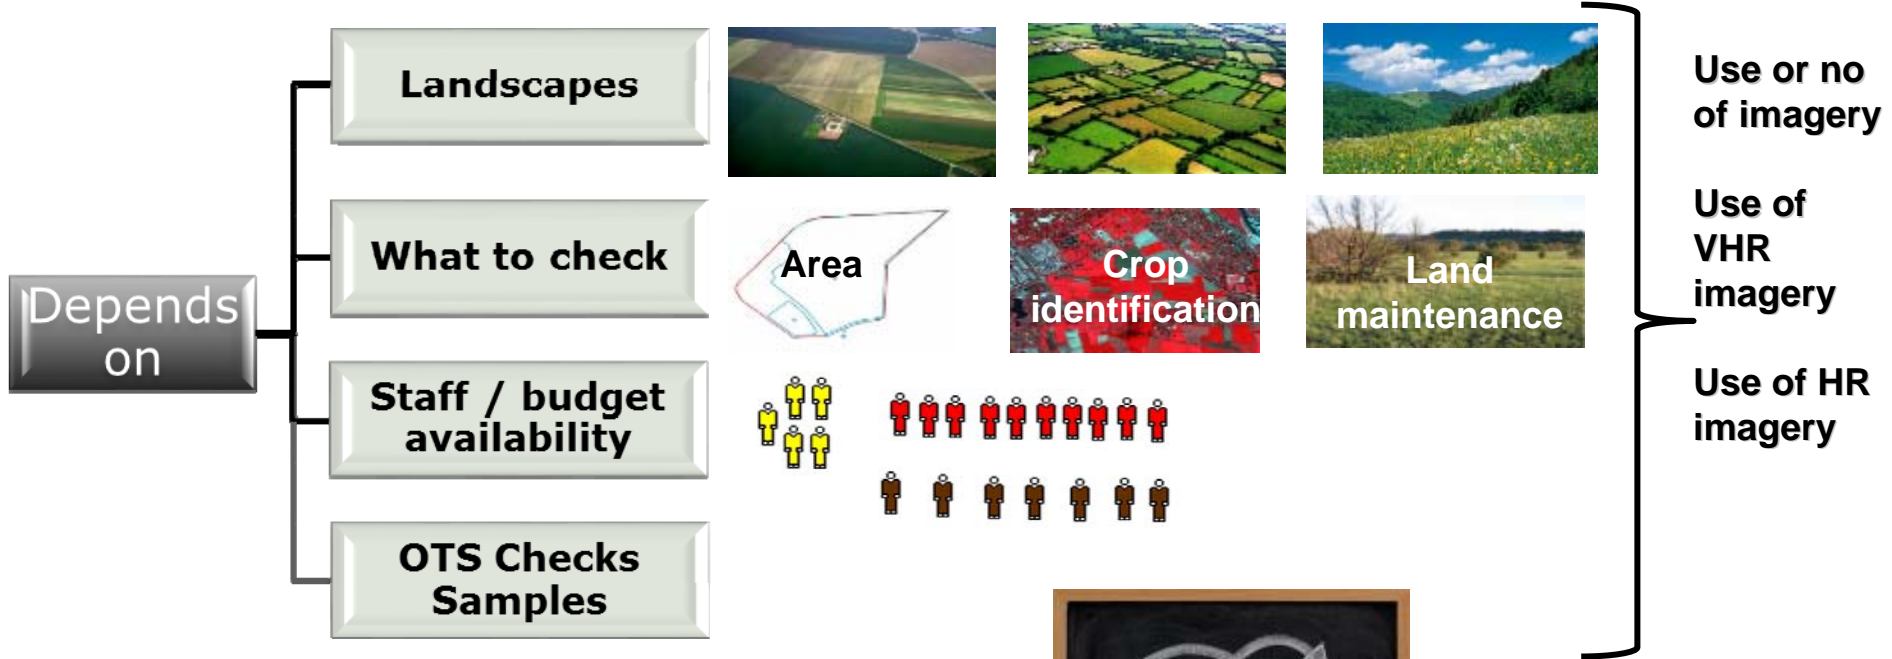 Depends
on
Landscapes
What to check
Area
Crop
identification
Land
maintenance
Staff / budget
availability
OTS Checks
Samples
Use or no
of imagery
Use of
VHR
imagery
Use of HR
imagery